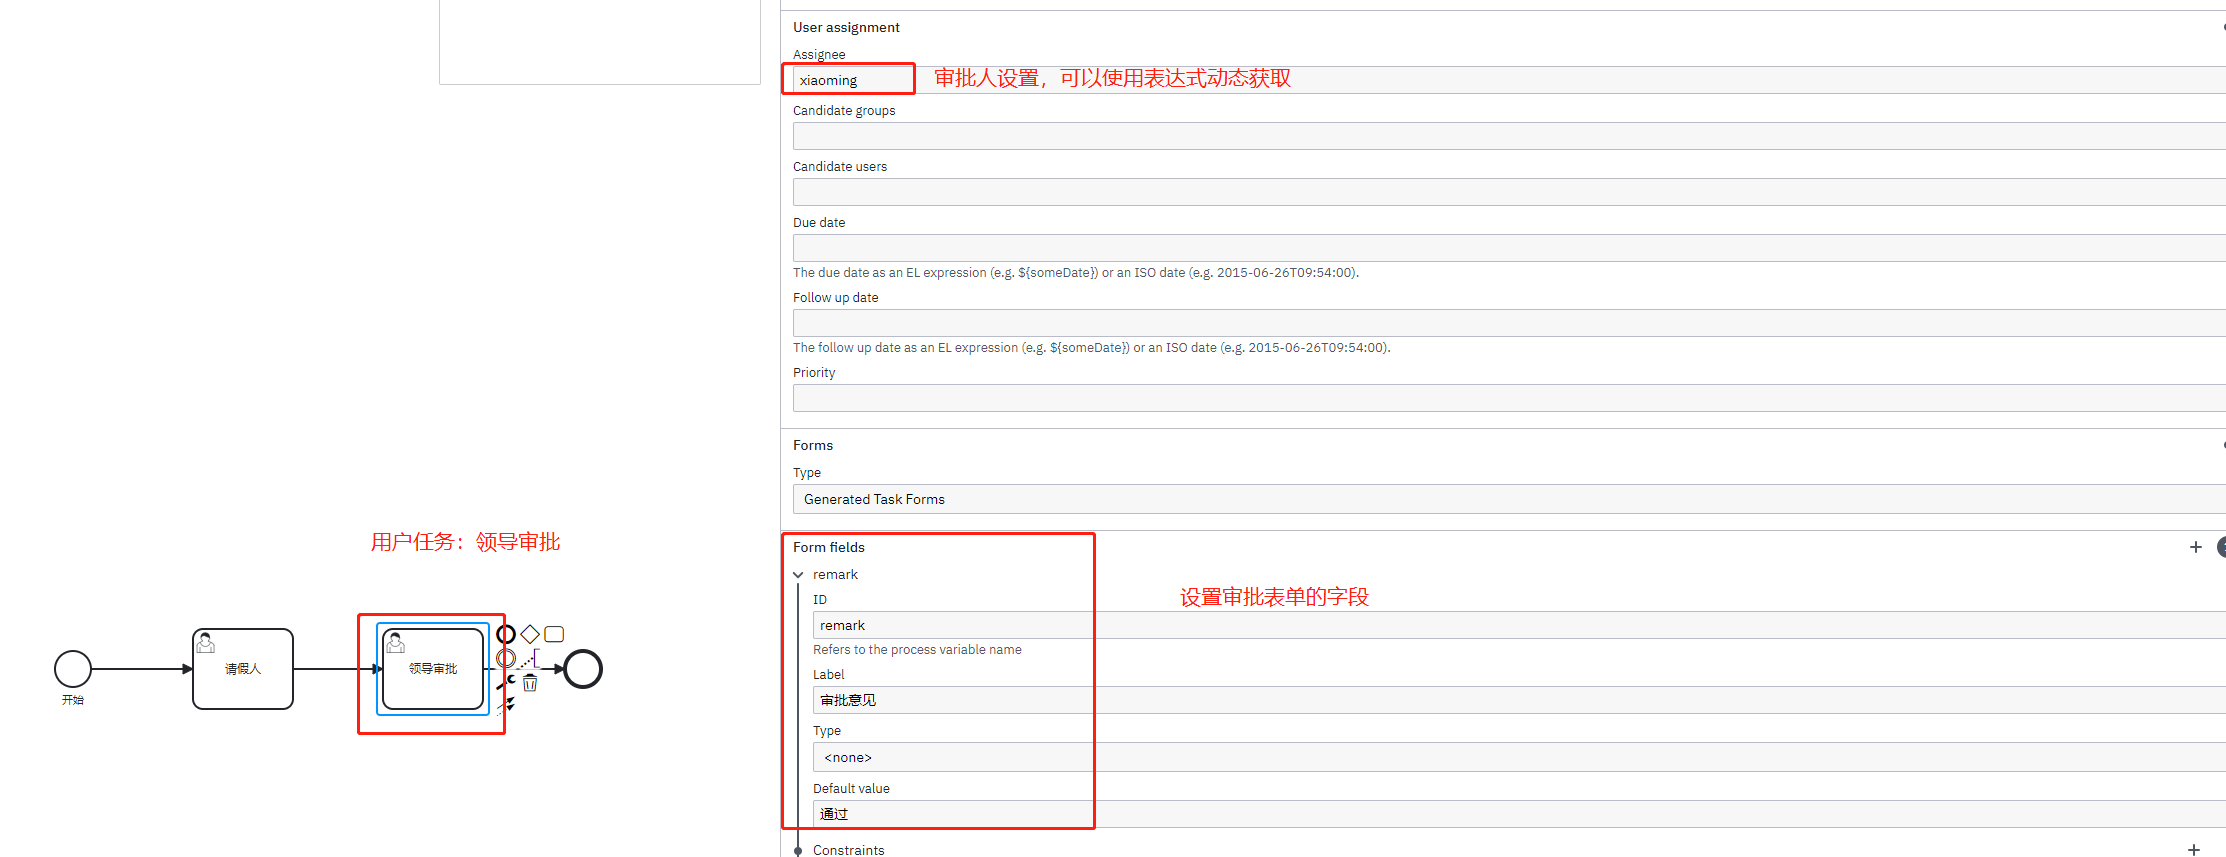 User assignment
Assignee
xiaoming
审批人设置，可以使用表达式动态获取
Candidate groups
Candidate users
Due date
The due date as an EL expression (e.g. ${someDate}) or an ISO date (e.g. 2015-06-26T09:54:00).
Follow up date
The follow up date as an EL expression (e.g. ${someDate}) or an ISO date (e.g. 2015-06-26T09:54:00).
Priority
Forms
Type
Generated Task Forms
用户任务：领导审批
开始
请假人
领导审批
Form fields
remark
设置审批表单的字段
ID
remark
Refers to the process variable name
Label
审批意见
Type
<none>
Default value
通过
Constraints